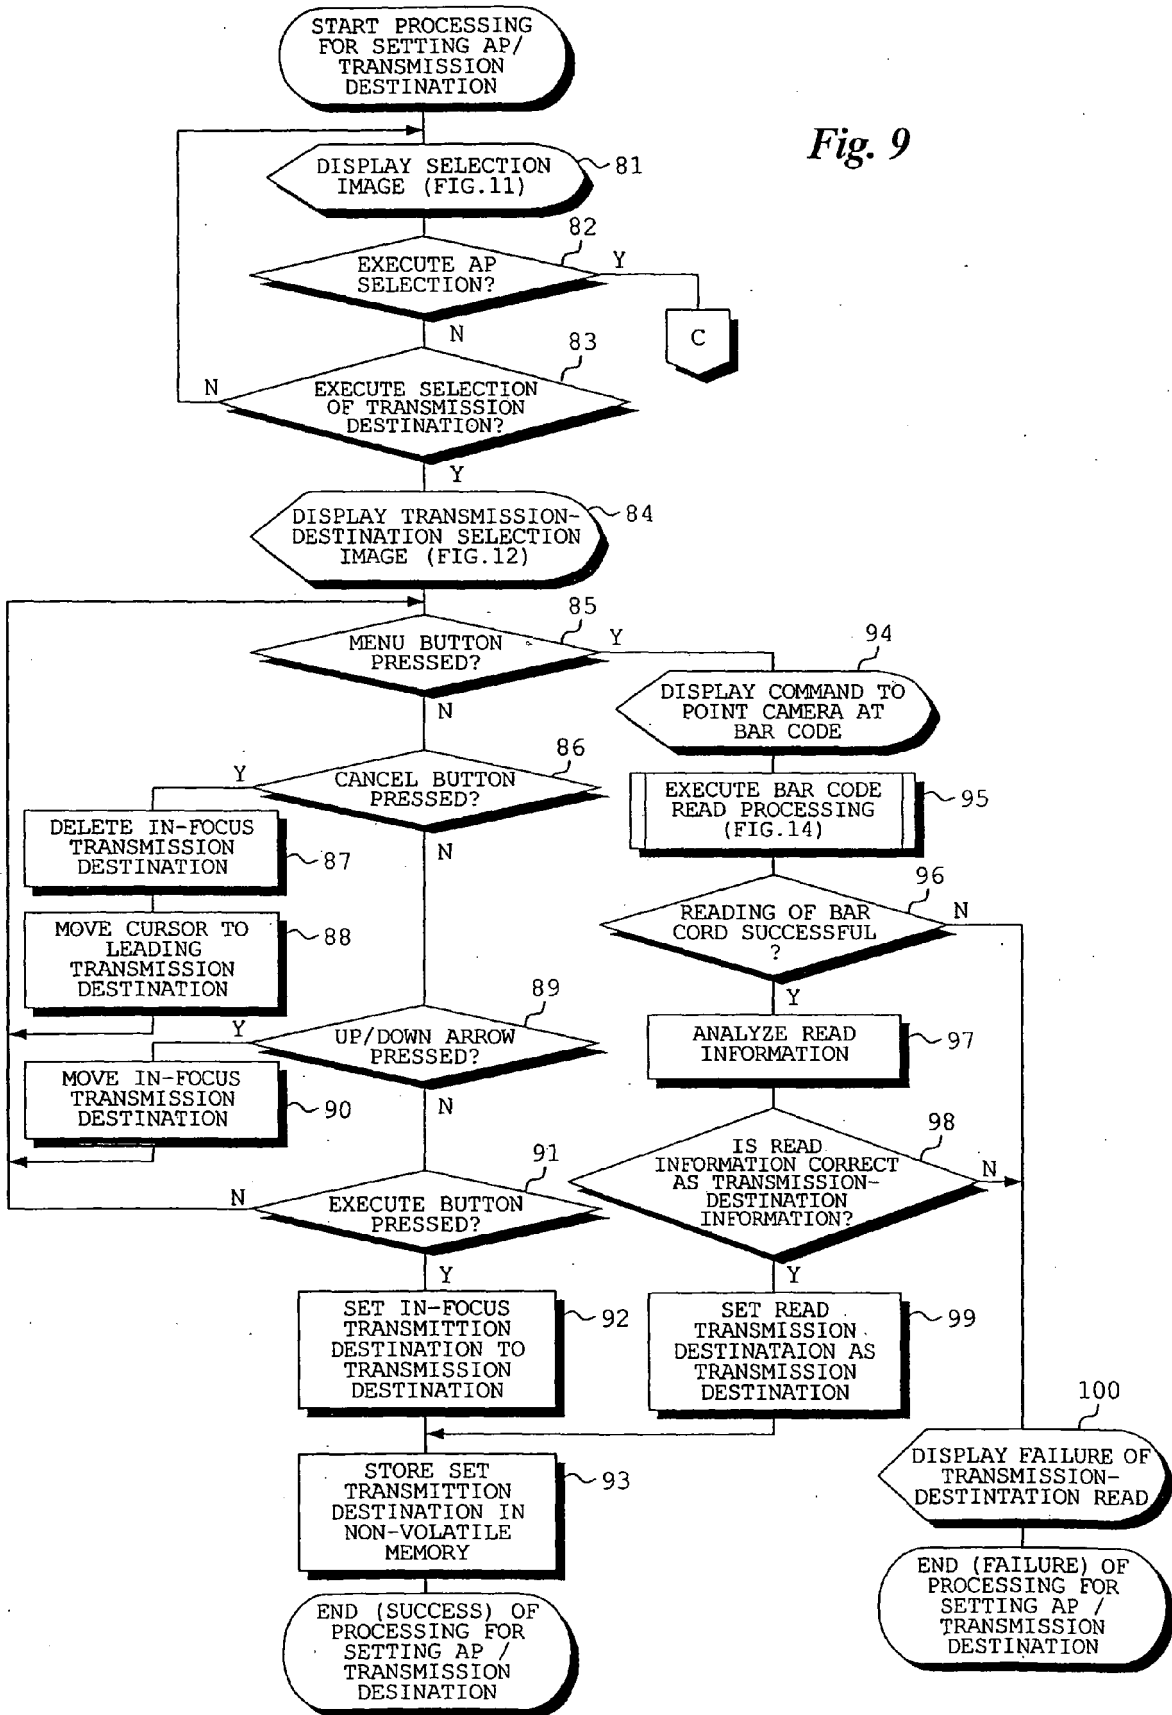 START PROCESSING
FOR SETTING AP/
TRANSMISSION
DESTINATION
Fig. 9
DISPLAY SELECTION
IMAGE (FIG.11)
81
82
EXECUTE AP
SELECTION?
Y
C
N
83
N
EXECUTE SELECTION
OF TRANSMISSION
DESTINATION?
Y
DISPLAY TRANSMISSION-
DESTINATION SELECTION
IMAGE (FIG.12)
84
85
MENU BUTTON
PRESSED?
Y
N
94
DISPLAY COMMAND TO
POINT CAMERA AT
BAR CODE
86
Y
CANCEL BUTTON
PRESSED?
N
EXECUTE BAR CODE
READ PROCESSING
(FIG.14)
95
DELETE IN-FOCUS
TRANSMISSION
DESTINATION
87
96
READING OF BAR
CORD SUCCESSFUL
?
N
Y
MOVE CURSOR TO
LEADING
TRANSMISSION
DESTINATION
88
89
Y
UP/DOWN ARROW
PRESSED?
N
ANALYZE READ
INFORMATION
97
MOVE IN-FOCUS
TRANSMISSION
DESTINATION
90
98
IS READ
INFORMATION CORRECT
AS TRANSMISSION-
DESTINATION
INFORMATION?
N
Y
91
N
EXECUTE BUTTON
PRESSED?
Y
SET IN-FOCUS
TRANSMITTION
DESTINATION TO
TRANSMISSION
DESTINATION
92
SET READ
TRANSMISSION
DESTINATAION AS
TRANSMISSION
DESTINATION
99
100
DISPLAY FAILURE OF
TRANSMISSION-
DESTINTATION READ
STORE SET
TRANSMITTION
DESTINATION IN
NON-VOLATILE
MEMORY
93
END (FAILURE) OF
PROCESSING FOR
SETTING AP /
TRANSMISSION
DESTINATION
END (SUCCESS) OF
PROCESSING FOR
SETTING AP /
TRANSMISSION
DESINATION